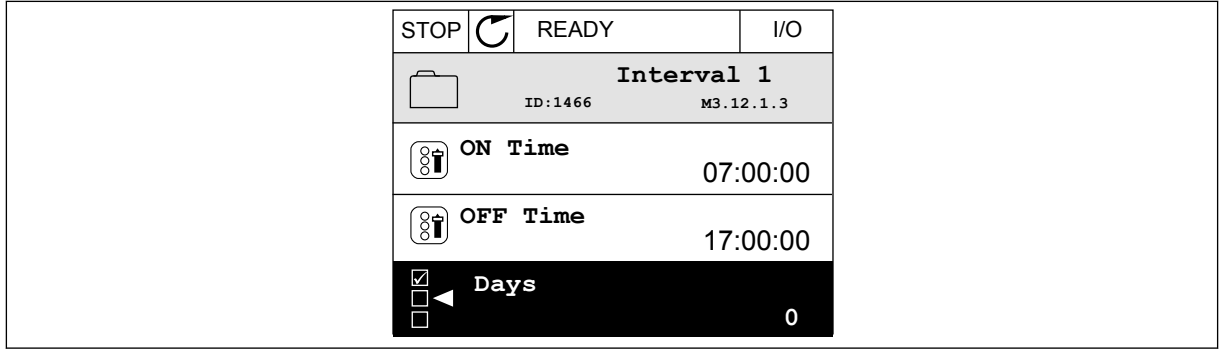 STOP READY I/O
Interval 1
ID:1466 M3.12.1.3
ON Time
07:00:00
OFF Time
17:00:00
Days
0